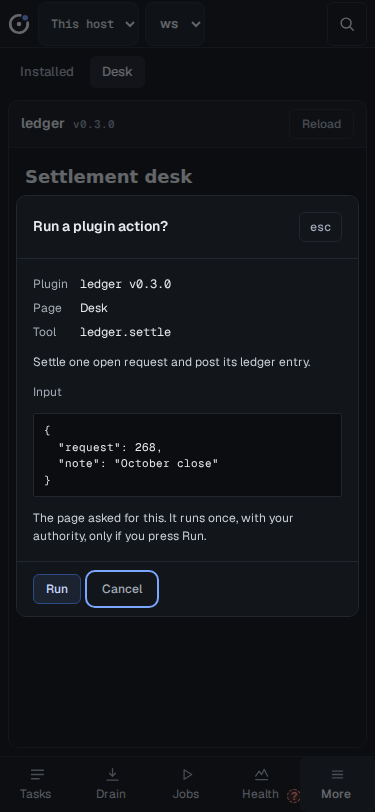 This host ws
Installed Desk
ledger v0.3.0 Reload
Settlement desk
Run a plugin action? esc
Plugin ledger v0.3.0
Page Desk
Tool ledger.settle
Settle one open request and post its ledger entry.
Input
{
  "request": 268,
  "note": "October close"
}
The page asked for this. It runs once, with your
authority, only if you press Run.
Run Cancel
Tasks Drain Jobs Health ? More